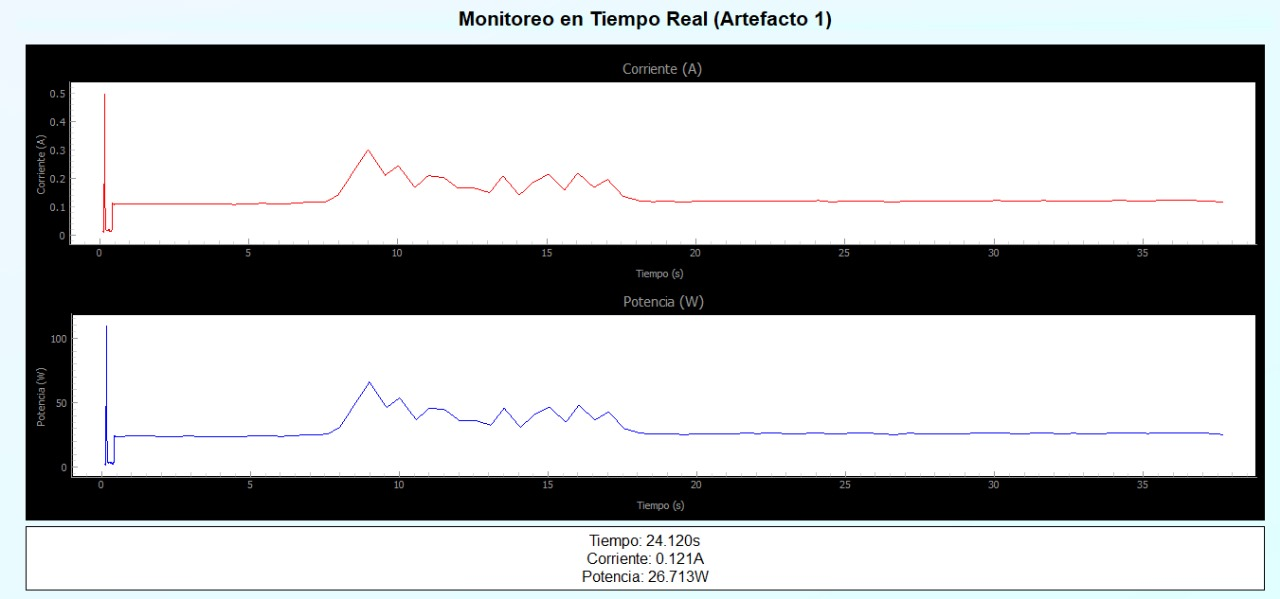 Monitoreo en Tiempo Real (Artefacto 1)
Corriente (A)
Corriente (A)
0.5
0.4
0.3
0.2
0.1
0
0 5 10 15 20 25 30 35
Tiempo (s)
Potencia (W)
Potencia (W)
100
50
0
0 5 10 15 20 25 30 35
Tiempo (s)
Tiempo: 24.120s
Corriente: 0.121A
Potencia: 26.713W